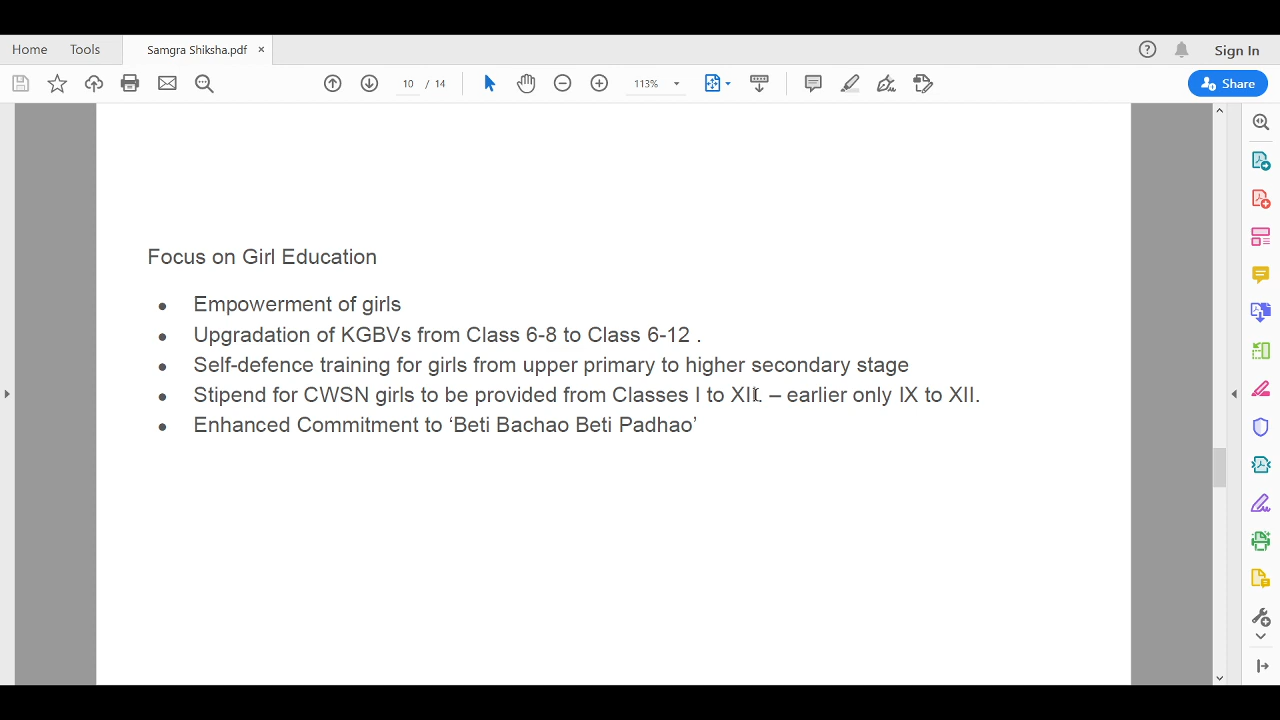 Home Tools Samgra Shiksha.pdf × Sign In
10 / 14 113% Share
Focus on Girl Education
• Empowerment of girls
• Upgradation of KGBVs from Class 6-8 to Class 6-12 .
• Self-defence training for girls from upper primary to higher secondary stage
• Stipend for CWSN girls to be provided from Classes I to XII. – earlier only IX to XII.
• Enhanced Commitment to ‘Beti Bachao Beti Padhao’